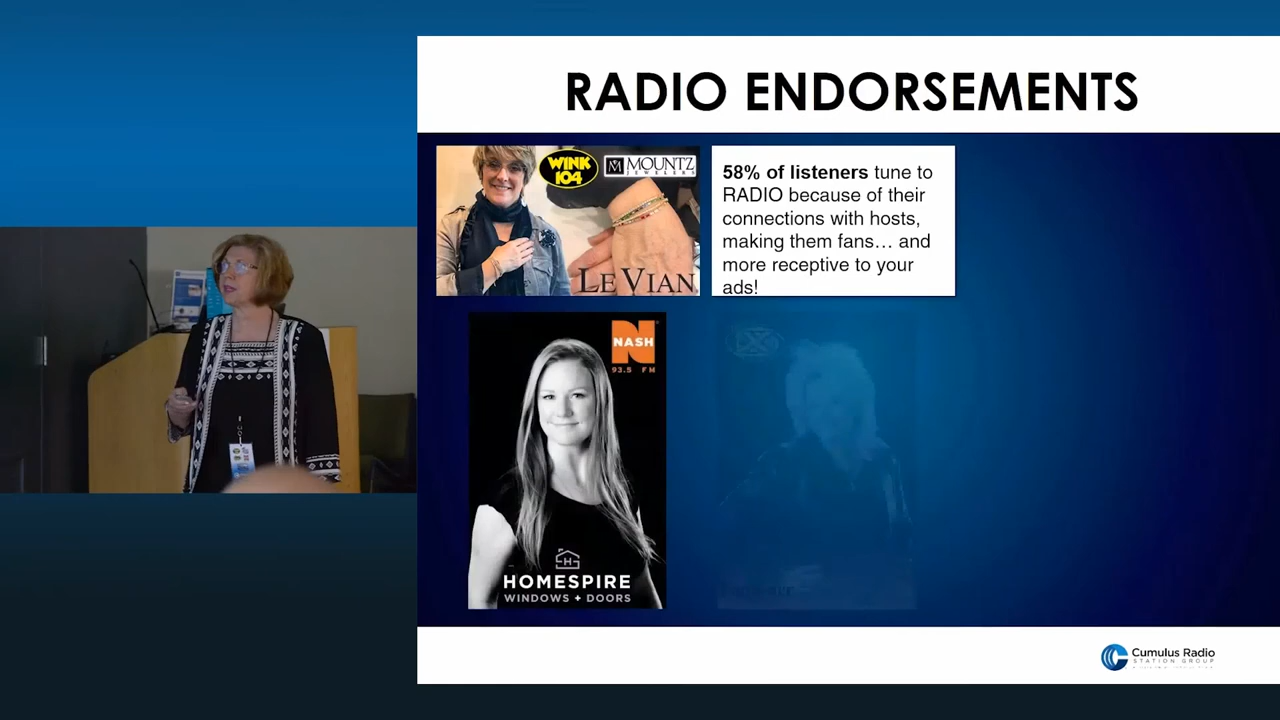 RADIO ENDORSEMENTS
WINK
104
MOUNTZ
JEWELERS
LE VIAN
58% of listeners tune to
RADIO because of their
connections with hosts,
making them fans… and
more receptive to your
ads!
NASH
93.5 FM
HOMESPIRE
WINDOWS + DOORS
Cumulus Radio
STATION GROUP